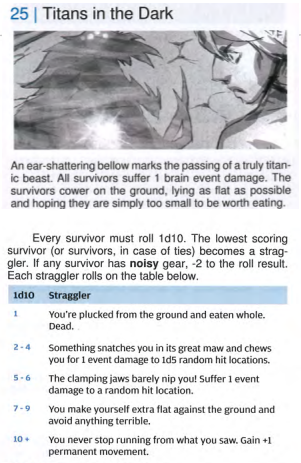 25 | Titans in the Dark
An ear-shattering bellow marks the passing of a truly titan-
ic beast. All survivors suffer 1 brain event damage. The
survivors cower on the ground, lying as flat as possible
and hoping they are simply too small to be worth eating.
Every survivor must roll 1d10. The lowest scoring
survivor (or survivors, in case of ties) becomes a strag-
gler. If any survivor has noisy gear, -2 to the roll result.
Each straggler rolls on the table below.
1d10 Straggler
1 You're plucked from the ground and eaten whole.
Dead.
2 - 4 Something snatches you in its great maw and chews
you for 1 event damage to 1d5 random hit locations.
5 - 6 The clamping jaws barely nip you! Suffer 1 event
damage to a random hit location.
7 - 9 You make yourself extra flat against the ground and
avoid anything terrible.
10 + You never stop running from what you saw. Gain +1
permanent movement.